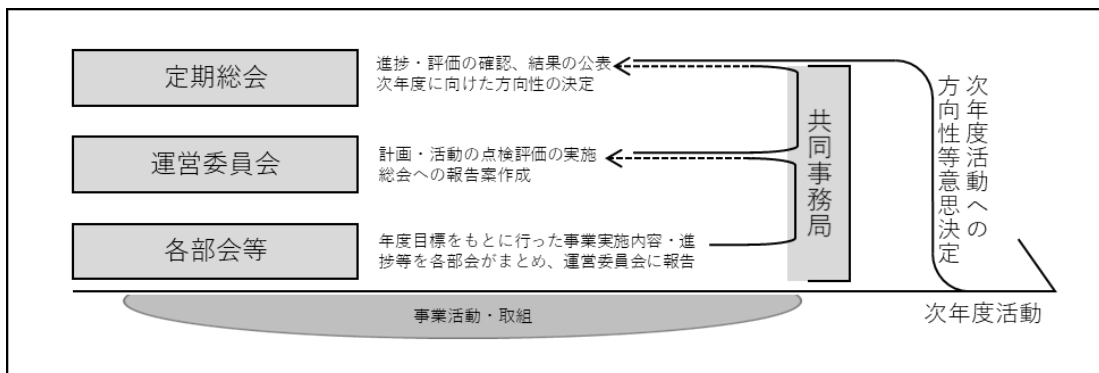 定期総会
進捗・評価の確認、結果の公表
次年度に向けた方向性の決定
運営委員会
計画・活動の点検評価の実施
総会への報告案作成
各部会等
年度目標をもとに行った事業実施内容・進
捗等を各部会がまとめ、運営委員会に報告
共同事務局
次年度活動への
方向性等意思決定
事業活動・取組
次年度活動